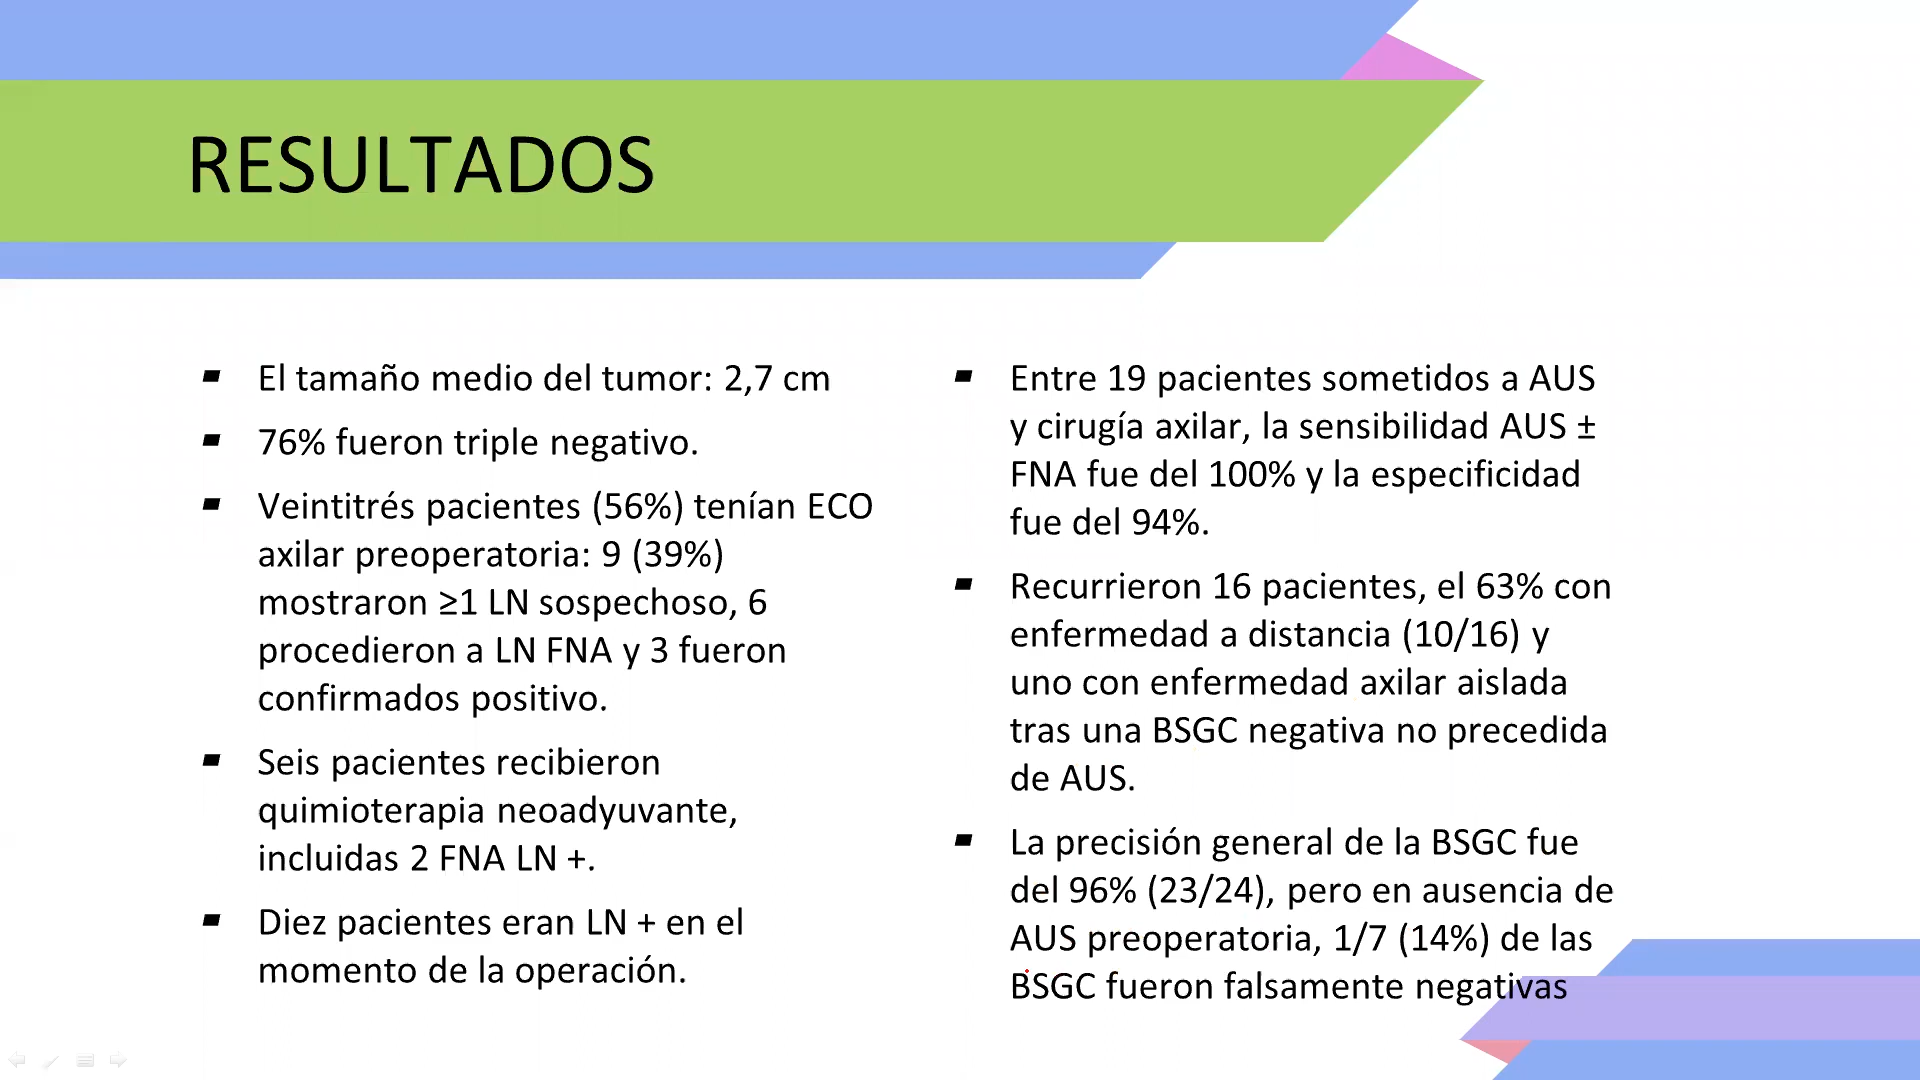 RESULTADOS
El tamaño medio del tumor: 2,7 cm
76% fueron triple negativo.
Veintitrés pacientes (56%) tenían ECO
axilar preoperatoria: 9 (39%)
mostraron ≥1 LN sospechoso, 6
procedieron a LN FNA y 3 fueron
confirmados positivo.
Seis pacientes recibieron
quimioterapia neoadyuvante,
incluidas 2 FNA LN +.
Diez pacientes eran LN + en el
momento de la operación.
Entre 19 pacientes sometidos a AUS
y cirugía axilar, la sensibilidad AUS ±
FNA fue del 100% y la especificidad
fue del 94%.
Recurrieron 16 pacientes, el 63% con
enfermedad a distancia (10/16) y
uno con enfermedad axilar aislada
tras una BSGC negativa no precedida
de AUS.
La precisión general de la BSGC fue
del 96% (23/24), pero en ausencia de
AUS preoperatoria, 1/7 (14%) de las
BSGC fueron falsamente negativas